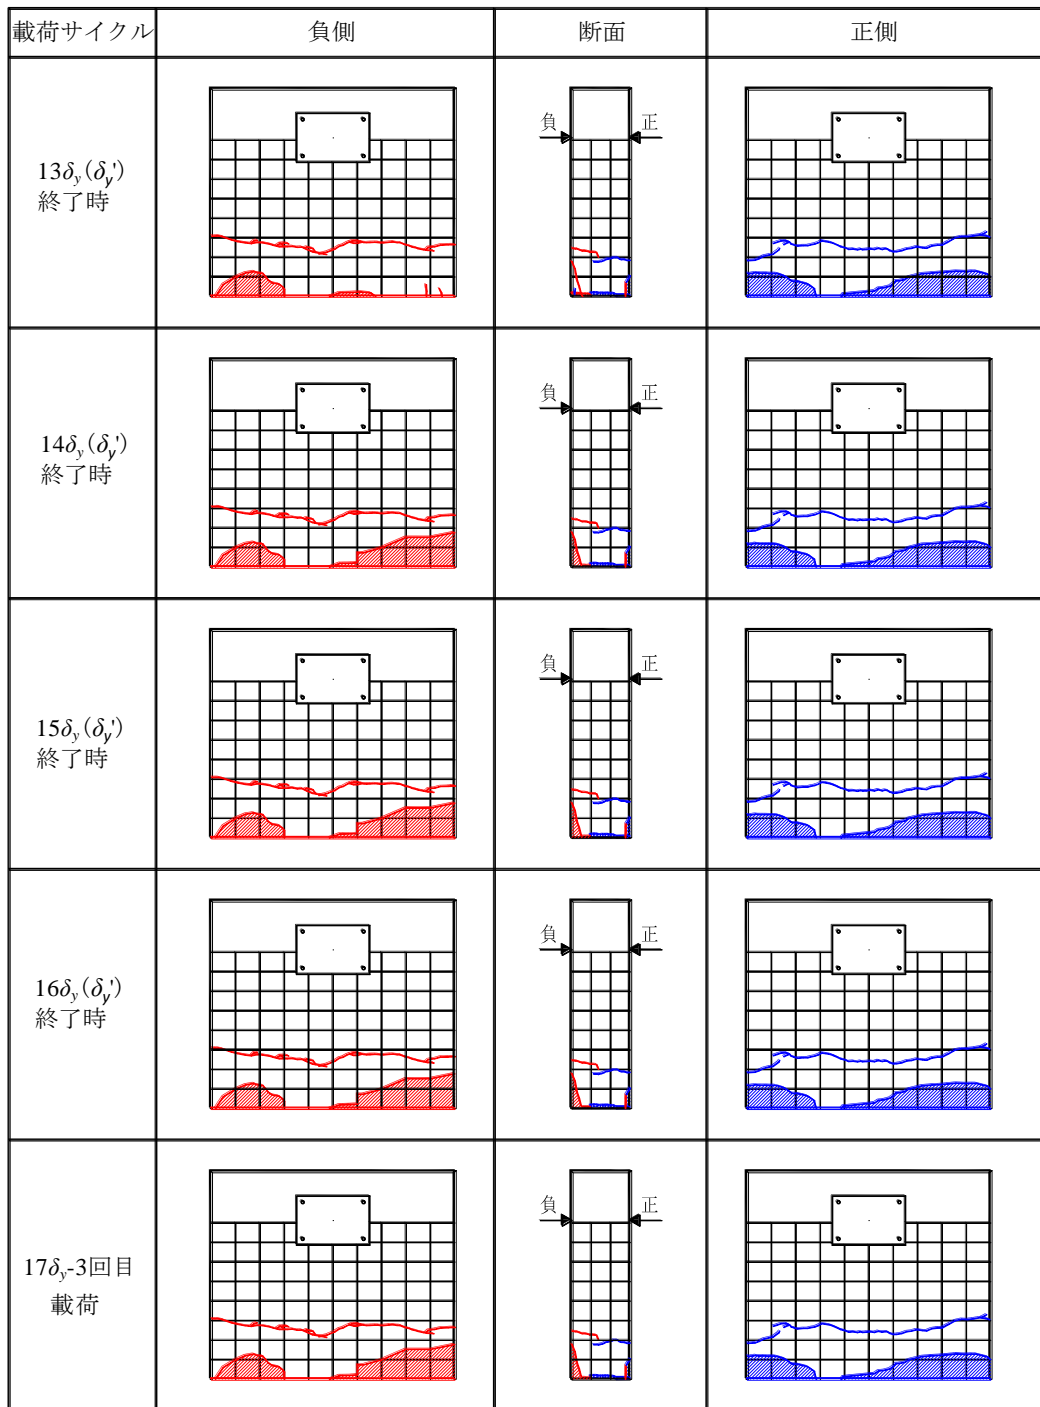 載荷サイクル 負側 断面 正側
負 正
13δy(δy')
終了時
負 正
14δy(δy')
終了時
負 正
15δy(δy')
終了時
負 正
16δy(δy')
終了時
負 正
17δy-3回目
載荷